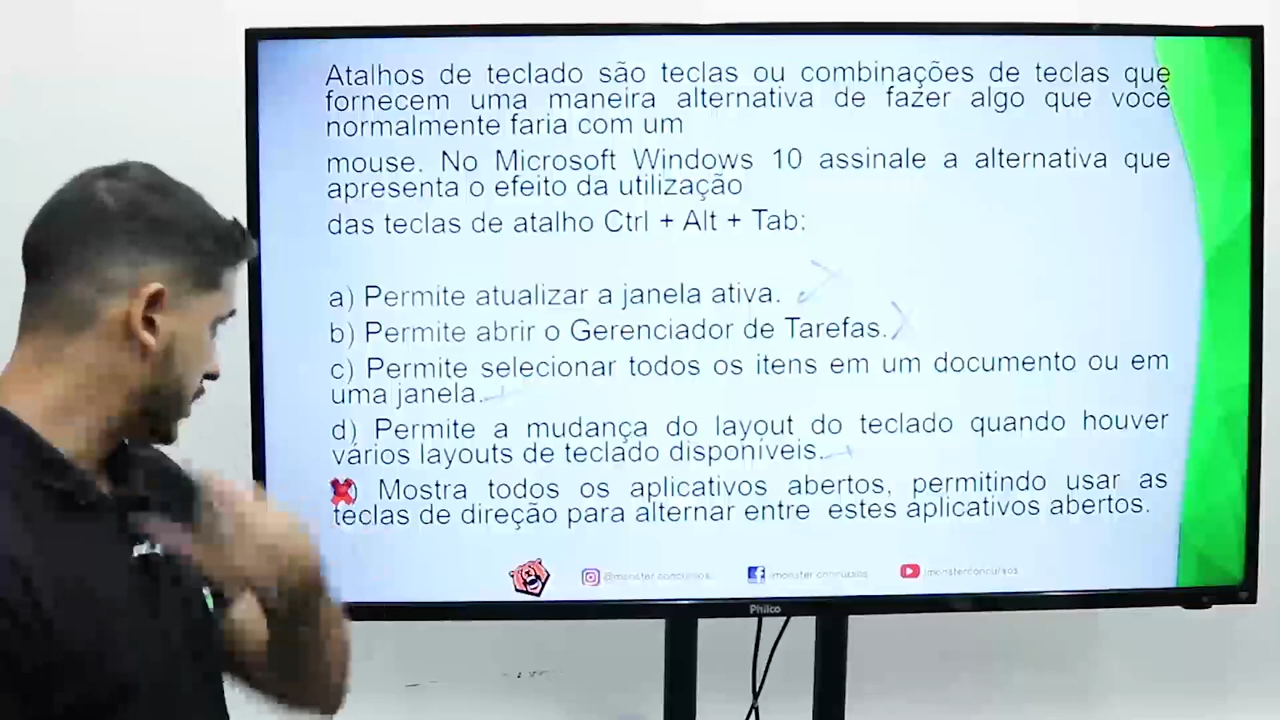 Atalhos de teclado são teclas ou combinações de teclas que
fornecem uma maneira alternativa de fazer algo que você
normalmente faria com um
mouse. No Microsoft Windows 10 assinale a alternativa que
apresenta o efeito da utilização
das teclas de atalho Ctrl + Alt + Tab:
a) Permite atualizar a janela ativa.
b) Permite abrir o Gerenciador de Tarefas.
c) Permite selecionar todos os itens em um documento ou em
uma janela.
d) Permite a mudança do layout do teclado quando houver
vários layouts de teclado disponíveis.
Mostra todos os aplicativos abertos, permitindo usar as
teclas de direção para alternar entre estes aplicativos abertos.
@monster.concursos
/monster.concursos
/monsterconcursos
Philco